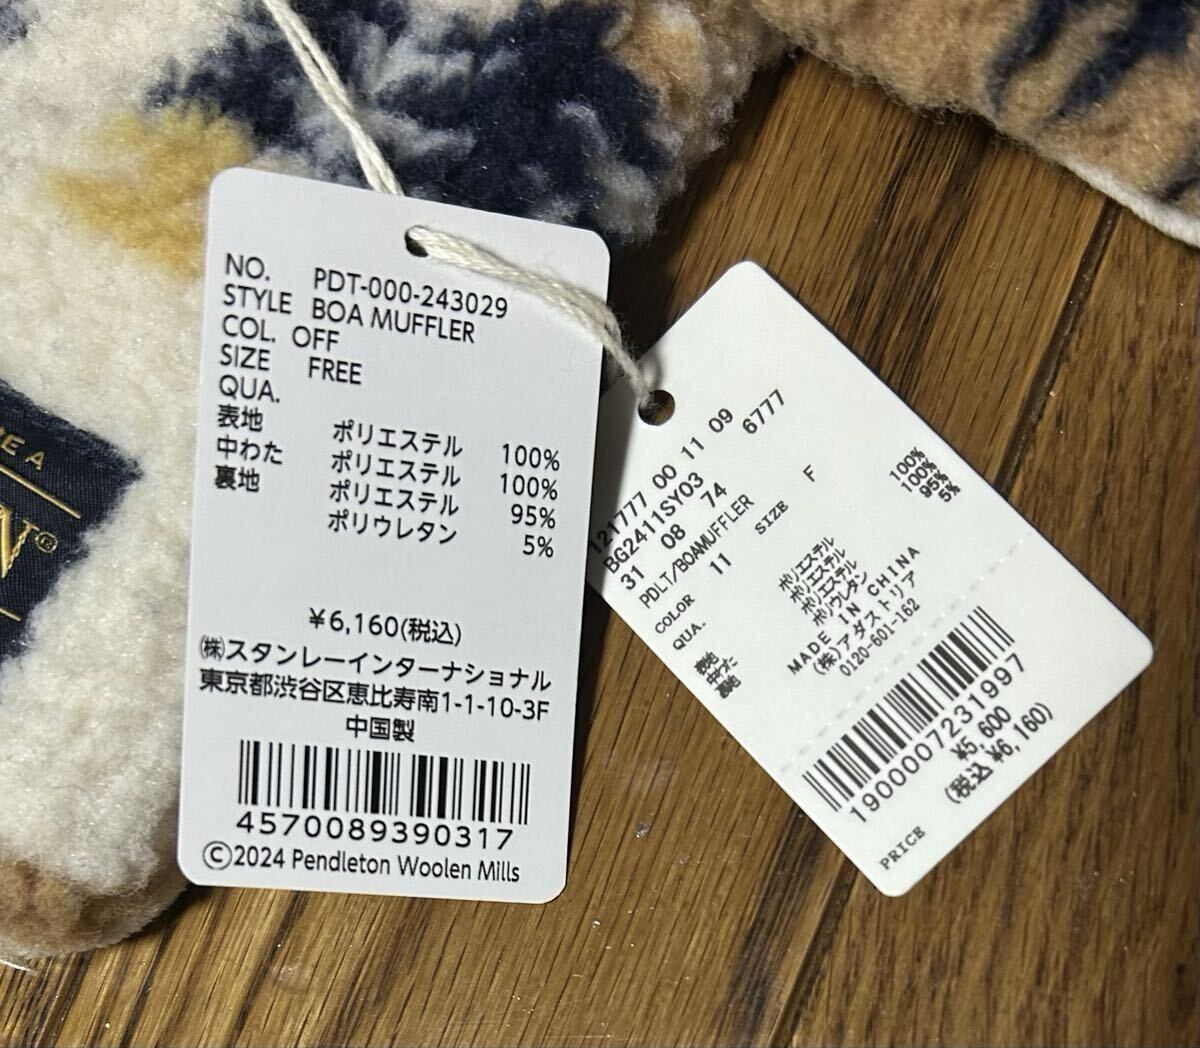 RE A
N®
NO. PDT-000-243029
STYLE BOA MUFFLER
COL. OFF
SIZE FREE
QUA.
表地 ポリエステル 100%
中わた ポリエステル 100%
裏地 ポリエステル 95%
ポリウレタン 5%
¥6,160(税込)
㈱スタンレーインターナショナル
東京都渋谷区恵比寿南1-1-10-3F
中国製
4570089390317
©2024 Pendleton Woolen Mills
121777 00 11 09 6777
BG2411SY03
31 08 74
PDLT/BOAMUFFLER
COLOR 11 SIZE F
QUA.
表地 ポリエステル 100%
中わた ポリエステル 100%
裏地 ポリエステル 95%
ポリウレタン 5%
MADE IN CHINA
(株)アダストリア
0120-601-162
1900007231997
¥5,600
(税込 ¥6,160)
PRICE